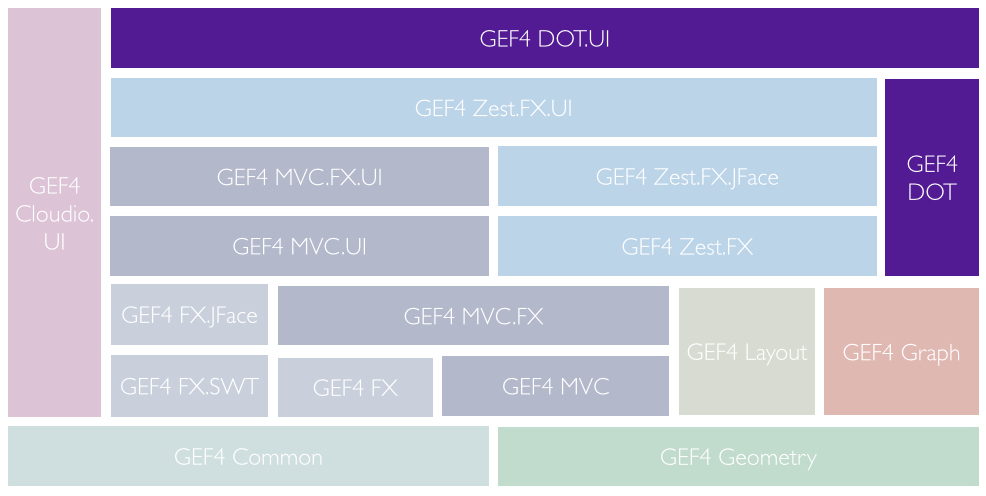 GEF4 DOT.UI
GEF4 Zest.FX.UI
GEF4
DOT
GEF4
Cloudio.
UI
GEF4 MVC.FX.UI
GEF4 Zest.FX.JFace
GEF4 MVC.UI
GEF4 Zest.FX
GEF4 FX.JFace
GEF4 MVC.FX
GEF4 Layout
GEF4 Graph
GEF4 FX.SWT
GEF4 FX
GEF4 MVC
GEF4 Common
GEF4 Geometry